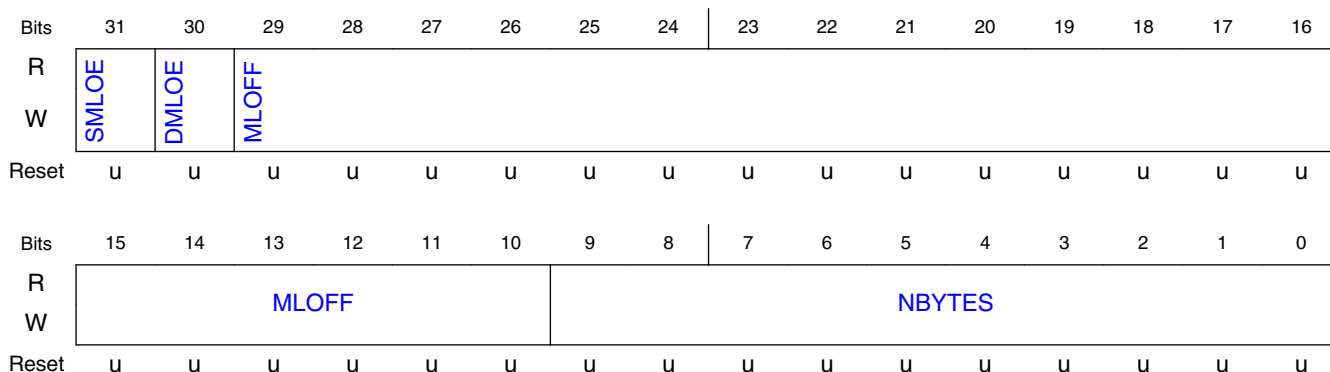 Bits 31 30 29 28 27 26 25 24 23 22 21 20 19 18 17 16
R
SMLOE DMLOE MLOFF
W
Reset u u u u u u u u u u u u u u u u
Bits 15 14 13 12 11 10 9 8 7 6 5 4 3 2 1 0
R
MLOFF NBYTES
W
Reset u u u u u u u u u u u u u u u u